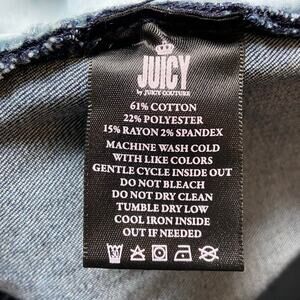 JUICY
by JUICY COUTURE
61% COTTON
22% POLYESTER
15% RAYON 2% SPANDEX
MACHINE WASH COLD
WITH LIKE COLORS
GENTLE CYCLE INSIDE OUT
DO NOT BLEACH
DO NOT DRY CLEAN
TUMBLE DRY LOW
COOL IRON INSIDE
OUT IF NEEDED